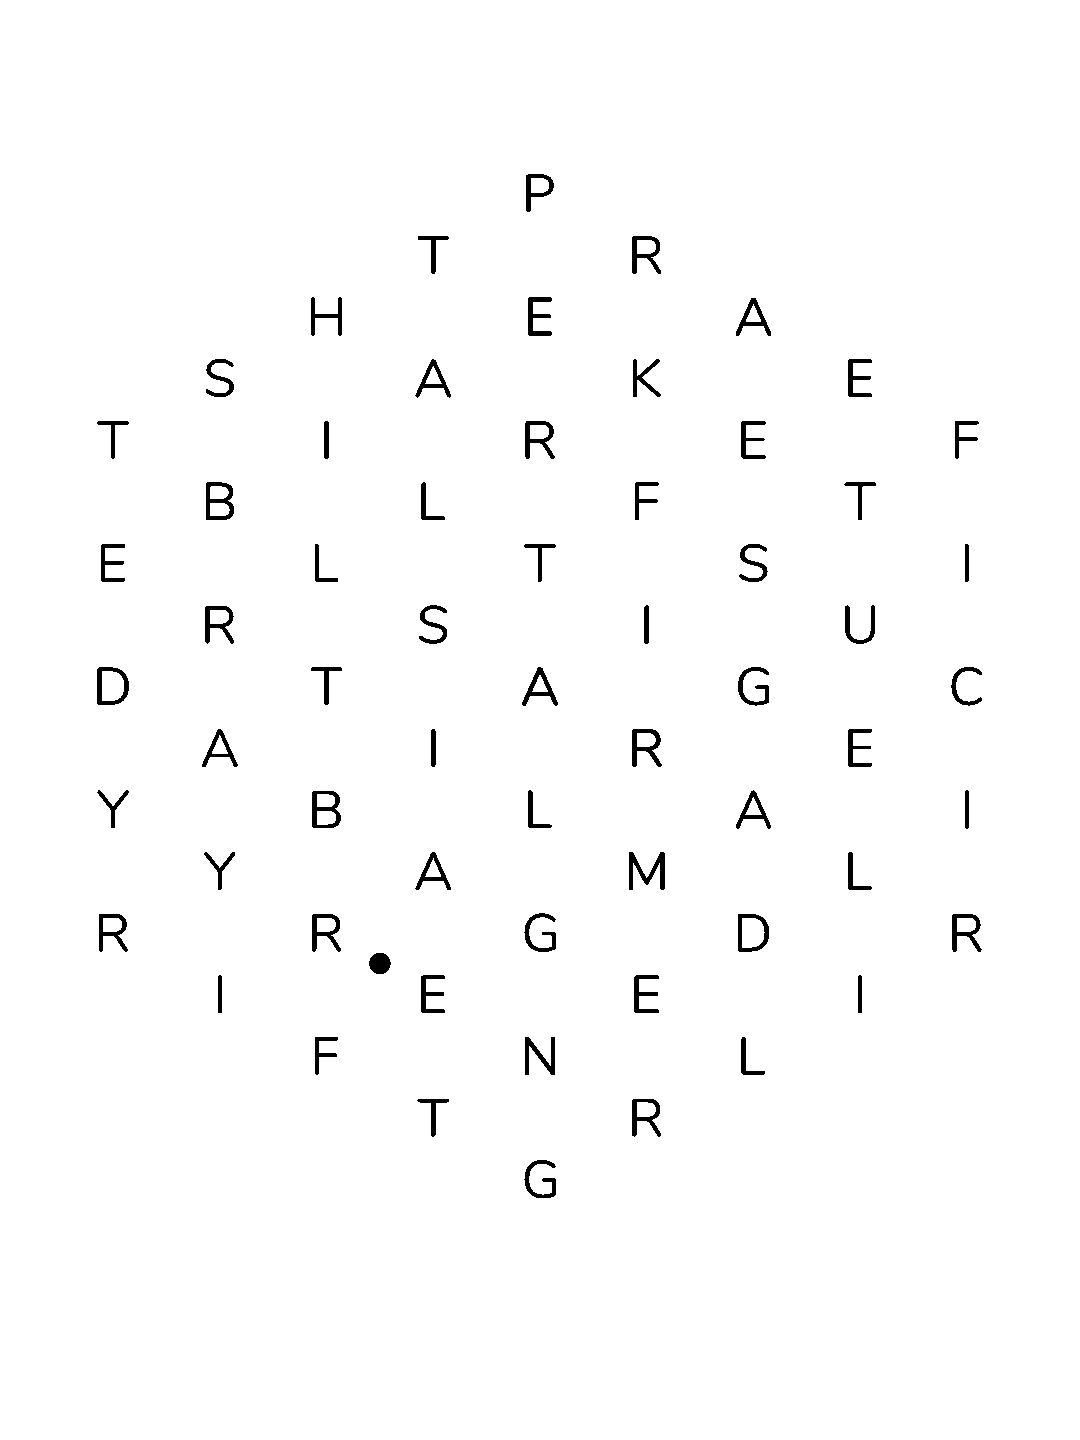 P
T R
H E A
S A K E
T I R E F
B L F T
E L T S I
R S I U
D T A G C
A I R E
Y B L A I
Y A M L
R R G D R
I E E I
F N L
T R
G